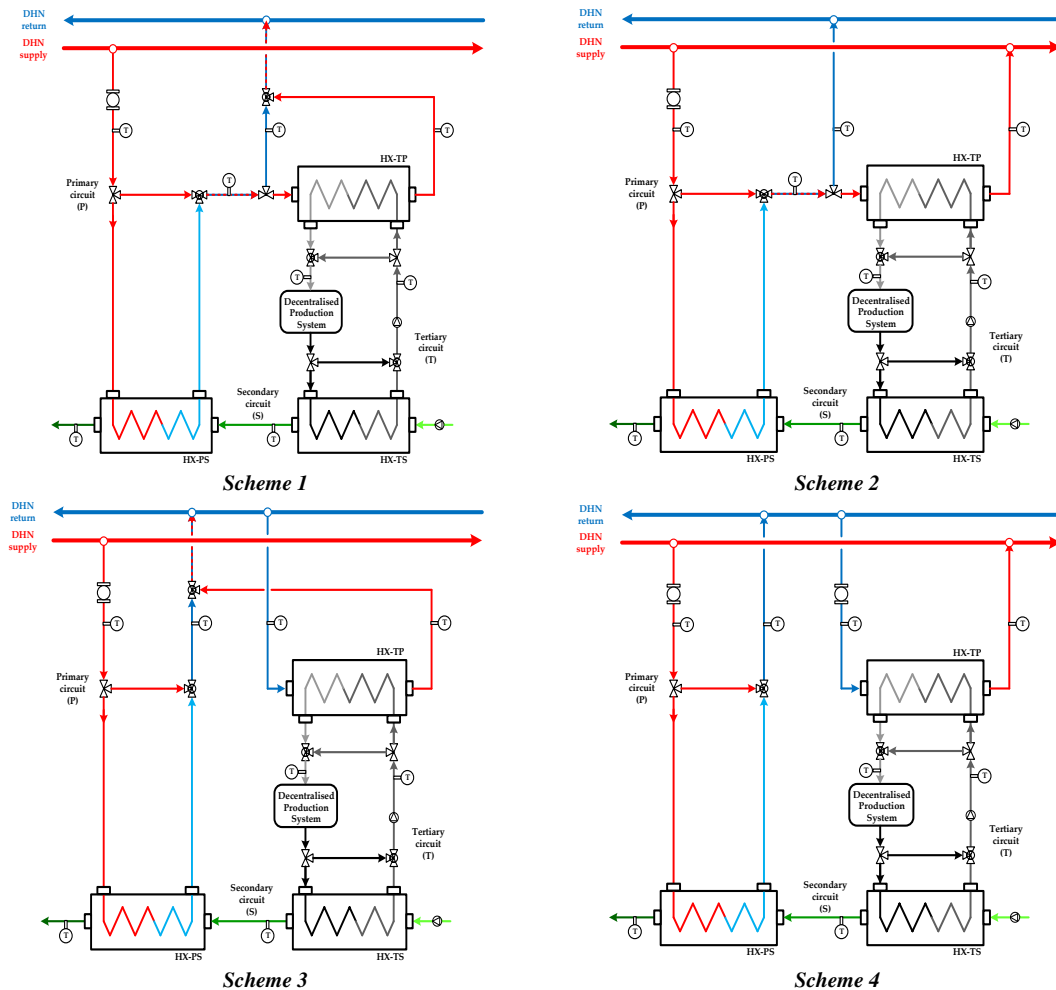 DHN
return
DHN
supply
T
T
T
HX-TP
Primary
circuit
(P)
T
T
Decentralised
Production
System
Tertiary
circuit
(T)
Secondary
circuit
(S)
T
T
HX-PS
HX-TS
Scheme 1
DHN
return
DHN
supply
T
T
T
HX-TP
Primary
circuit
(P)
T
T
Decentralised
Production
System
Tertiary
circuit
(T)
Secondary
circuit
(S)
T
T
HX-PS
HX-TS
Scheme 2
DHN
return
DHN
supply
T
T
T
T
HX-TP
Primary
circuit
(P)
T
T
Decentralised
Production
System
Tertiary
circuit
(T)
Secondary
circuit
(S)
T
T
HX-PS
HX-TS
Scheme 3
DHN
return
DHN
supply
T
T
T
T
HX-TP
Primary
circuit
(P)
T
T
Decentralised
Production
System
Tertiary
circuit
(T)
Secondary
circuit
(S)
T
T
HX-PS
HX-TS
Scheme 4